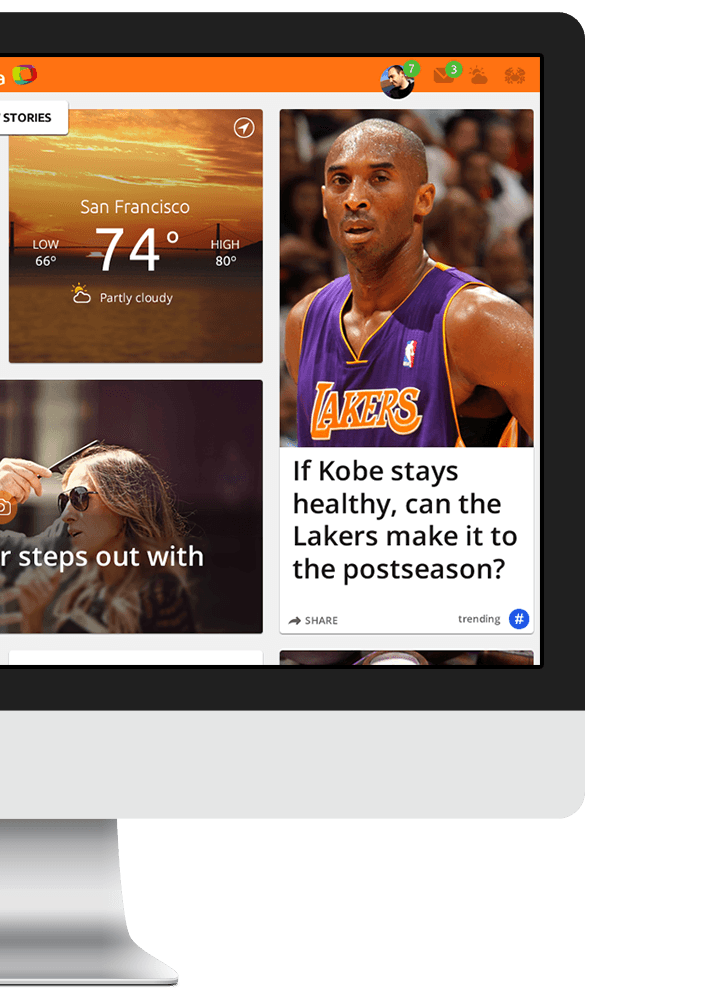 a
7
3
STORIES
San Francisco
LOW
66°
74°
HIGH
80°
Partly cloudy
LAKERS
If Kobe stays
healthy, can the
Lakers make it to
the postseason?
r steps out with
SHARE
trending #